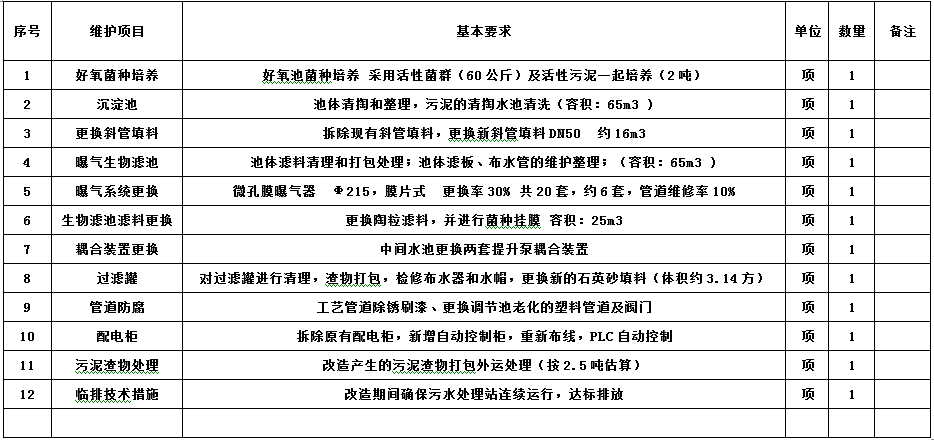 序号 维护项目 基本要求 单位 数量 备注
1 好氧菌种培养 好氧池菌种培养 采用活性菌群（60公斤）及活性污泥一起培养（2吨） 项 1
2 沉淀池 池体清掏和整理，污泥的清掏水池清洗（容积：65m3 ） 项 1
3 更换斜管填料 拆除现有斜管填料，更换新斜管填料DN50 约16m3 项 1
4 曝气生物滤池 池体滤料清理和打包处理；池体滤板、布水管的维护整理；（容积：65m3 ） 项 1
5 曝气系统更换 微孔膜曝气器 Φ215，膜片式 更换率30% 共20套，约6套，管道维修率10% 项 1
6 生物滤池滤料更换 更换陶粒滤料，并进行菌种挂膜 容积：25m3 项 1
7 耦合装置更换 中间水池更换两套提升泵耦合装置 项 1
8 过滤罐 对过滤罐进行清理，渣物打包，检修布水器和水帽，更换新的石英砂填料（体积约3.14方） 项 1
9 管道防腐 工艺管道除锈刷漆、更换调节池老化的塑料管道及阀门 项 1
10 配电柜 拆除原有配电柜，新增自动控制柜，重新布线，PLC自动控制 项 1
11 污泥渣物处理 改造产生的污泥渣物打包外运处理（按2.5吨估算） 项 1
12 临排技术措施 改造期间确保污水处理站连续运行，达标排放 项 1